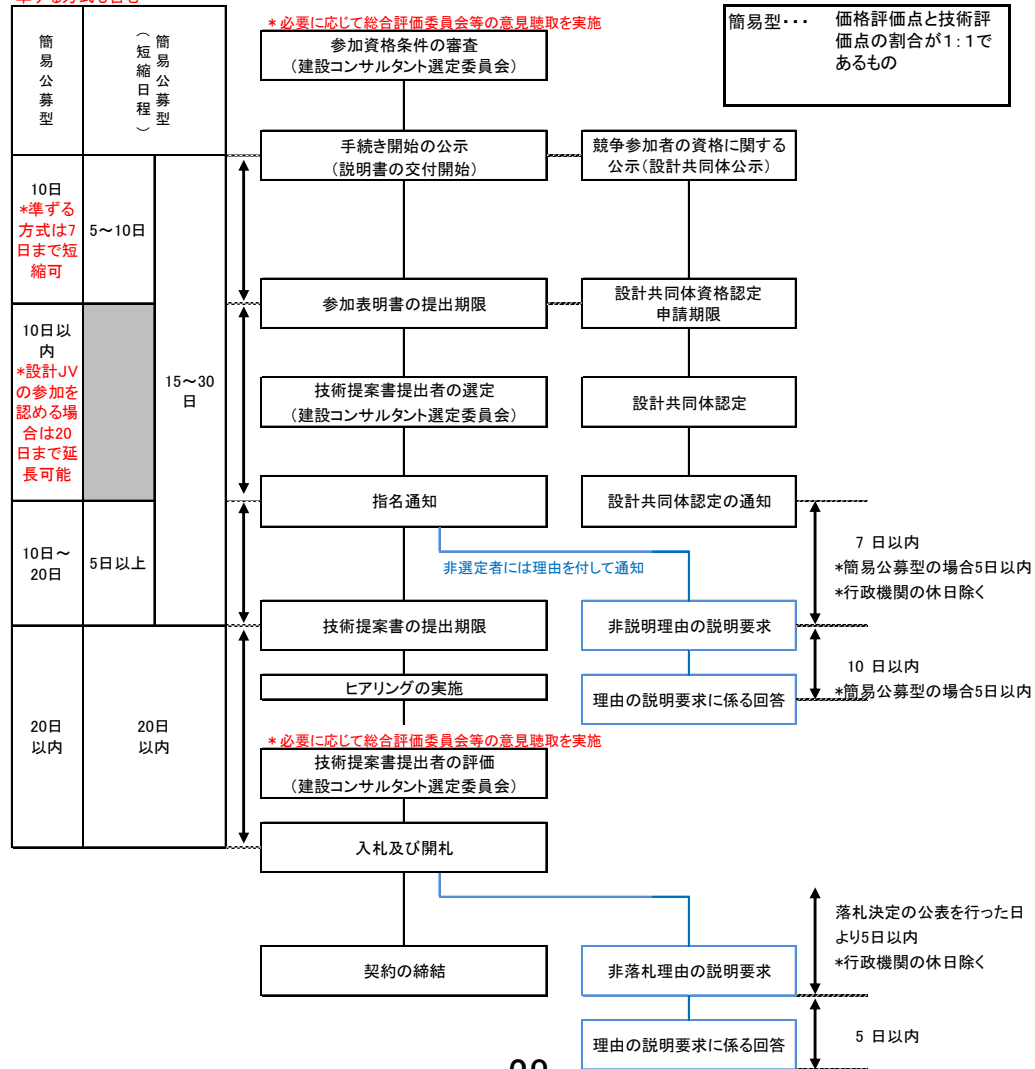 準ずる方式も含む
簡易公募型
簡易公募型
（短縮日程）
＊必要に応じて総合評価委員会等の意見聴取を実施
参加資格条件の審査
（建設コンサルタント選定委員会）
簡易型・・・
価格評価点と技術評
価点の割合が1：1で
あるもの
手続き開始の公示
（説明書の交付開始）
競争参加者の資格に関する
公示（設計共同体公示）
10日
*準ずる
方式は7
日まで短
縮可
5～10日
15～30
日
参加表明書の提出期限
設計共同体資格認定
申請期限
10日以
内
*設計JV
の参加を
認める場
合は20
日まで延
長可能
技術提案書提出者の選定
（建設コンサルタント選定委員会）
設計共同体認定
指名通知
設計共同体認定の通知
10日～
20日
5日以上
非選定者には理由を付して通知
7 日以内
*簡易公募型の場合5日以内
*行政機関の休日除く
技術提案書の提出期限
非説明理由の説明要求
10 日以内
*簡易公募型の場合5日以内
ヒアリングの実施
理由の説明要求に係る回答
20日
以内
20日
以内
＊必要に応じて総合評価委員会等の意見聴取を実施
技術提案書提出者の評価
（建設コンサルタント選定委員会）
入札及び開札
落札決定の公表を行った日
より5日以内
*行政機関の休日除く
契約の締結
非落札理由の説明要求
理由の説明要求に係る回答
5 日以内